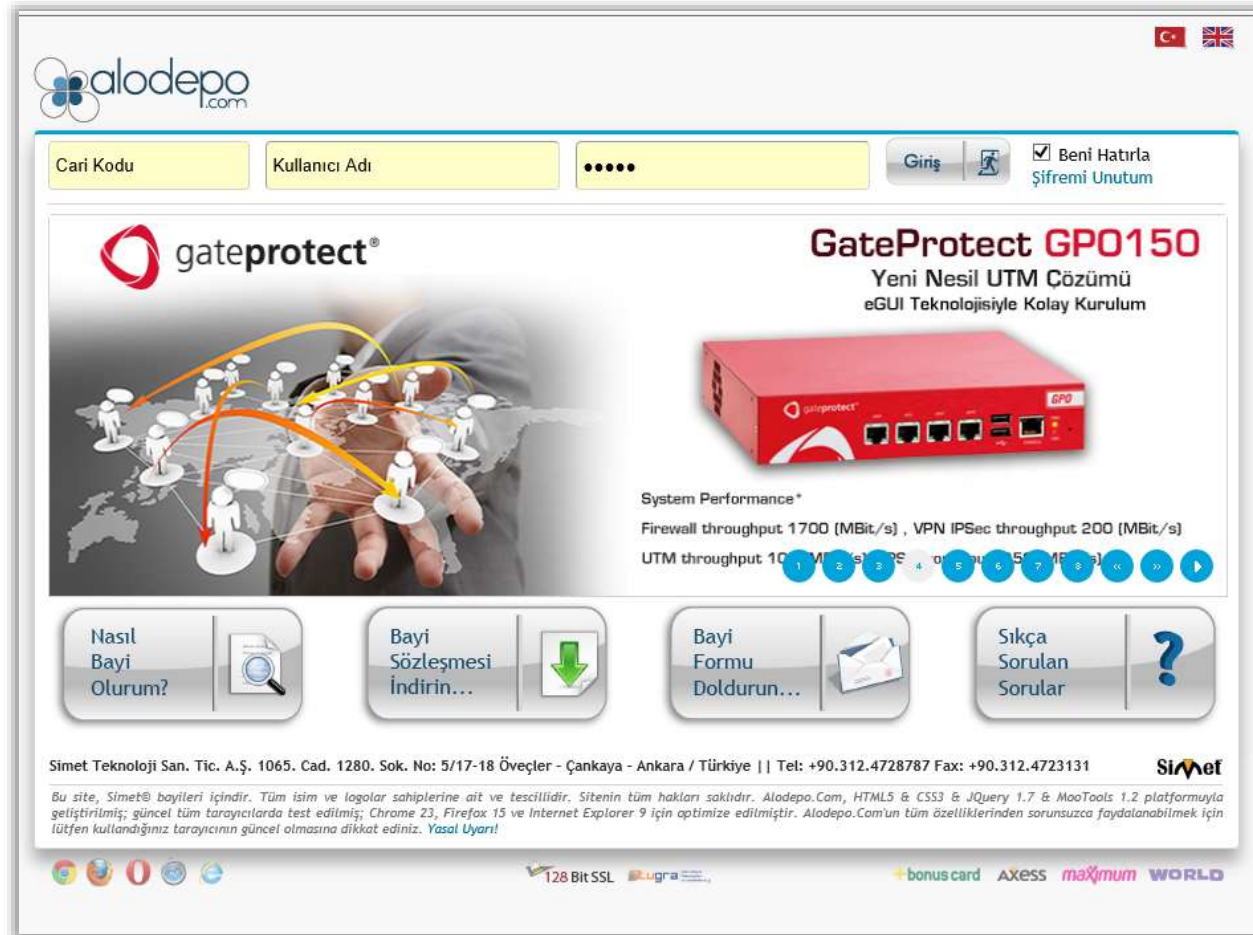 alodepo
.com
Cari Kodu
Kullanıcı Adı
•••••
Giriş
Beni Hatırla
Şifremi Unutum
gateprotect®
GateProtect GPO150
Yeni Nesil UTM Çözümü
eGUI Teknolojisiyle Kolay Kurulum
gateprotect
GPO
System Performance*
Firewall throughput 1700 (MBit/s) , VPN IPSec throughput 200 (MBit/s)
UTM throughput
1 2 3 4 5 6 7 8 « »
Nasıl
Bayi
Olurum?
Bayi
Sözleşmesi
İndirin...
Bayi
Formu
Doldurun...
Sıkça
Sorulan
Sorular
?
Simet Teknoloji San. Tic. A.Ş. 1065. Cad. 1280. Sok. No: 5/17-18 Öveçler - Çankaya - Ankara / Türkiye || Tel: +90.312.4728787 Fax: +90.312.4723131
Simet
Bu site, Simet® bayileri içindir. Tüm isim ve logolar sahiplerine ait ve tescillidir. Sitenin tüm hakları saklıdır. Alodepo.Com, HTML5 & CSS3 & JQuery 1.7 & MooTools 1.2 platformuyla
geliştirilmiş; güncel tüm tarayıcılarda test edilmiş; Chrome 23, Firefox 15 ve Internet Explorer 9 için optimize edilmiştir. Alodepo.Com'un tüm özelliklerinden sorunsuzca faydalanabilmek için
lütfen kullandığınız tarayıcının güncel olmasına dikkat ediniz. Yasal Uyarı!
128 Bit SSL
tugra
bonus card
axess
maximum
WORLD